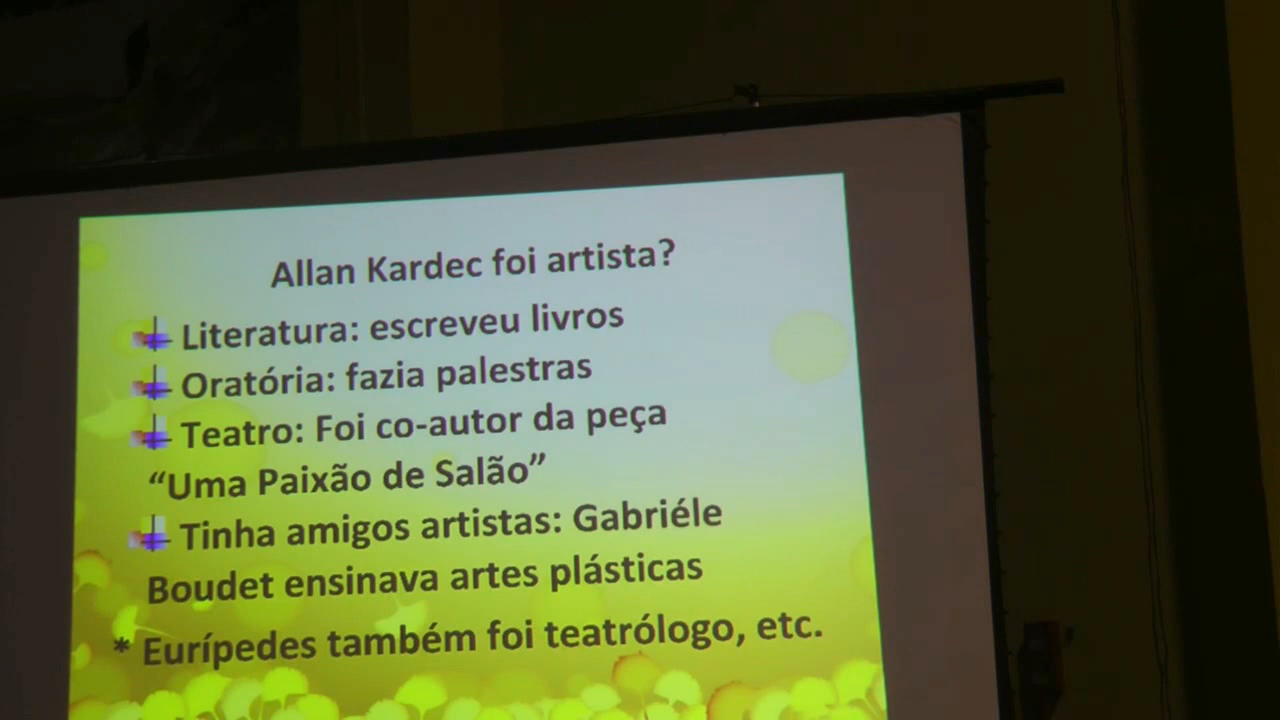 Allan Kardec foi artista?
Literatura: escreveu livros
Oratória: fazia palestras
Teatro: Foi co-autor da peça
“Uma Paixão de Salão”
Tinha amigos artistas: Gabriéle
Boudet ensinava artes plásticas
* Eurípedes também foi teatrólogo, etc.